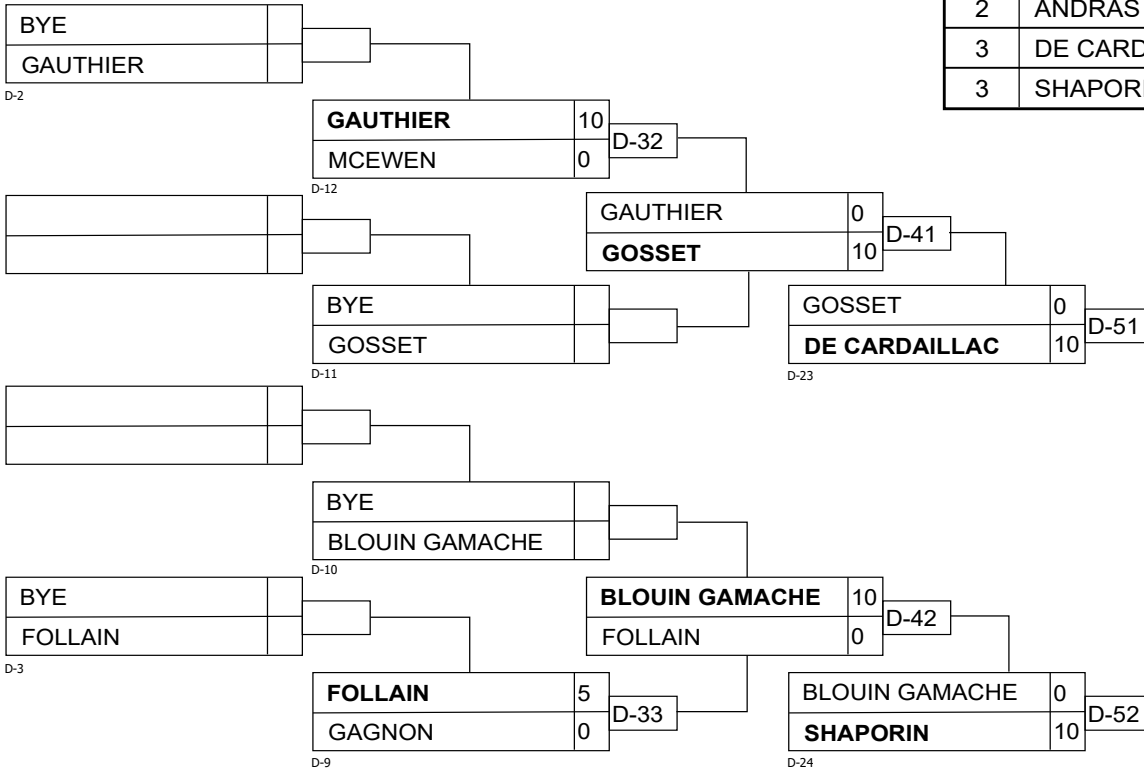 2 ANDRAS
3
3
BYE
GAUTHIER
D-2
GAUTHIER 10
MCEWEN 0
D-32
D-12
GAUTHIER 0
GOSSET 10
D-41
BYE
GOSSET
D-11
GOSSET 0
DE CARDAILLAC 10
D-51
D-23
BYE
BLOUIN GAMACHE
D-10
BYE
FOLLAIN
D-3
BLOUIN GAMACHE 10
FOLLAIN 0
D-42
FOLLAIN 5
GAGNON 0
D-33
D-9
BLOUIN GAMACHE 0
SHAPORIN 10
D-52
D-24